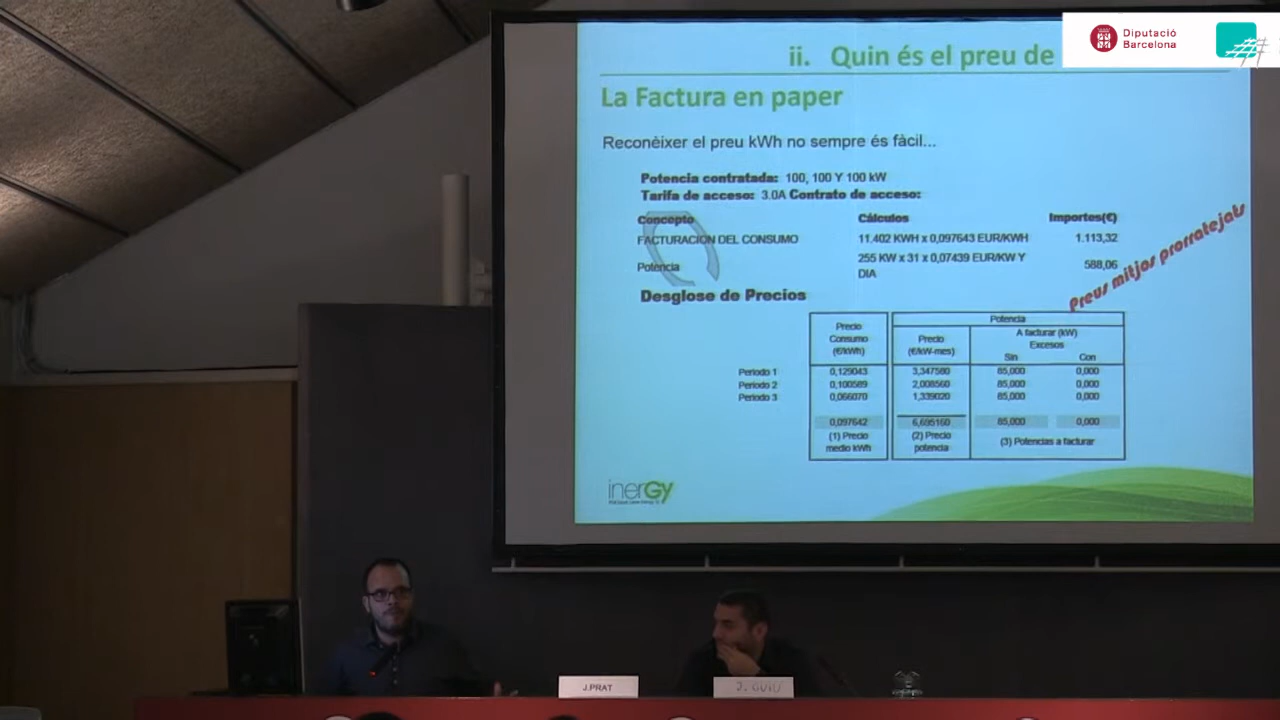 Diputació
Barcelona
ii. Quin és el preu de
La Factura en paper
Reconèixer el preu kWh no sempre és fàcil...
Potencia contratada: 100, 100 Y 100 kW
Tarifa de acceso: 3.0A Contrato de acceso:
Concepto Cálculos Importes(€)
FACTURACION DEL CONSUMO 11.402 KWH x 0,097643 EUR/KWH 1.113,32
Potencia 255 KW x 31 x 0,07439 EUR/KW Y DIA 588,06
Preus mitjos prorratejats
Desglose de Precios
Precio Consumo (€/kWh)
Potencia
Precio (€/kW-mes)
A facturar (kW)
Excesos
Sin Con
Periodo 1 0,129043 3,347580 85,000 0,000
Periodo 2 0,100589 2,008560 85,000 0,000
Periodo 3 0,066070 1,339020 85,000 0,000
0,097642 6,695160 85,000 0,000
(1) Precio medio kWh
(2) Precio potencia
(3) Potencias a facturar
inerGy
J.PRAT
J. GUIU